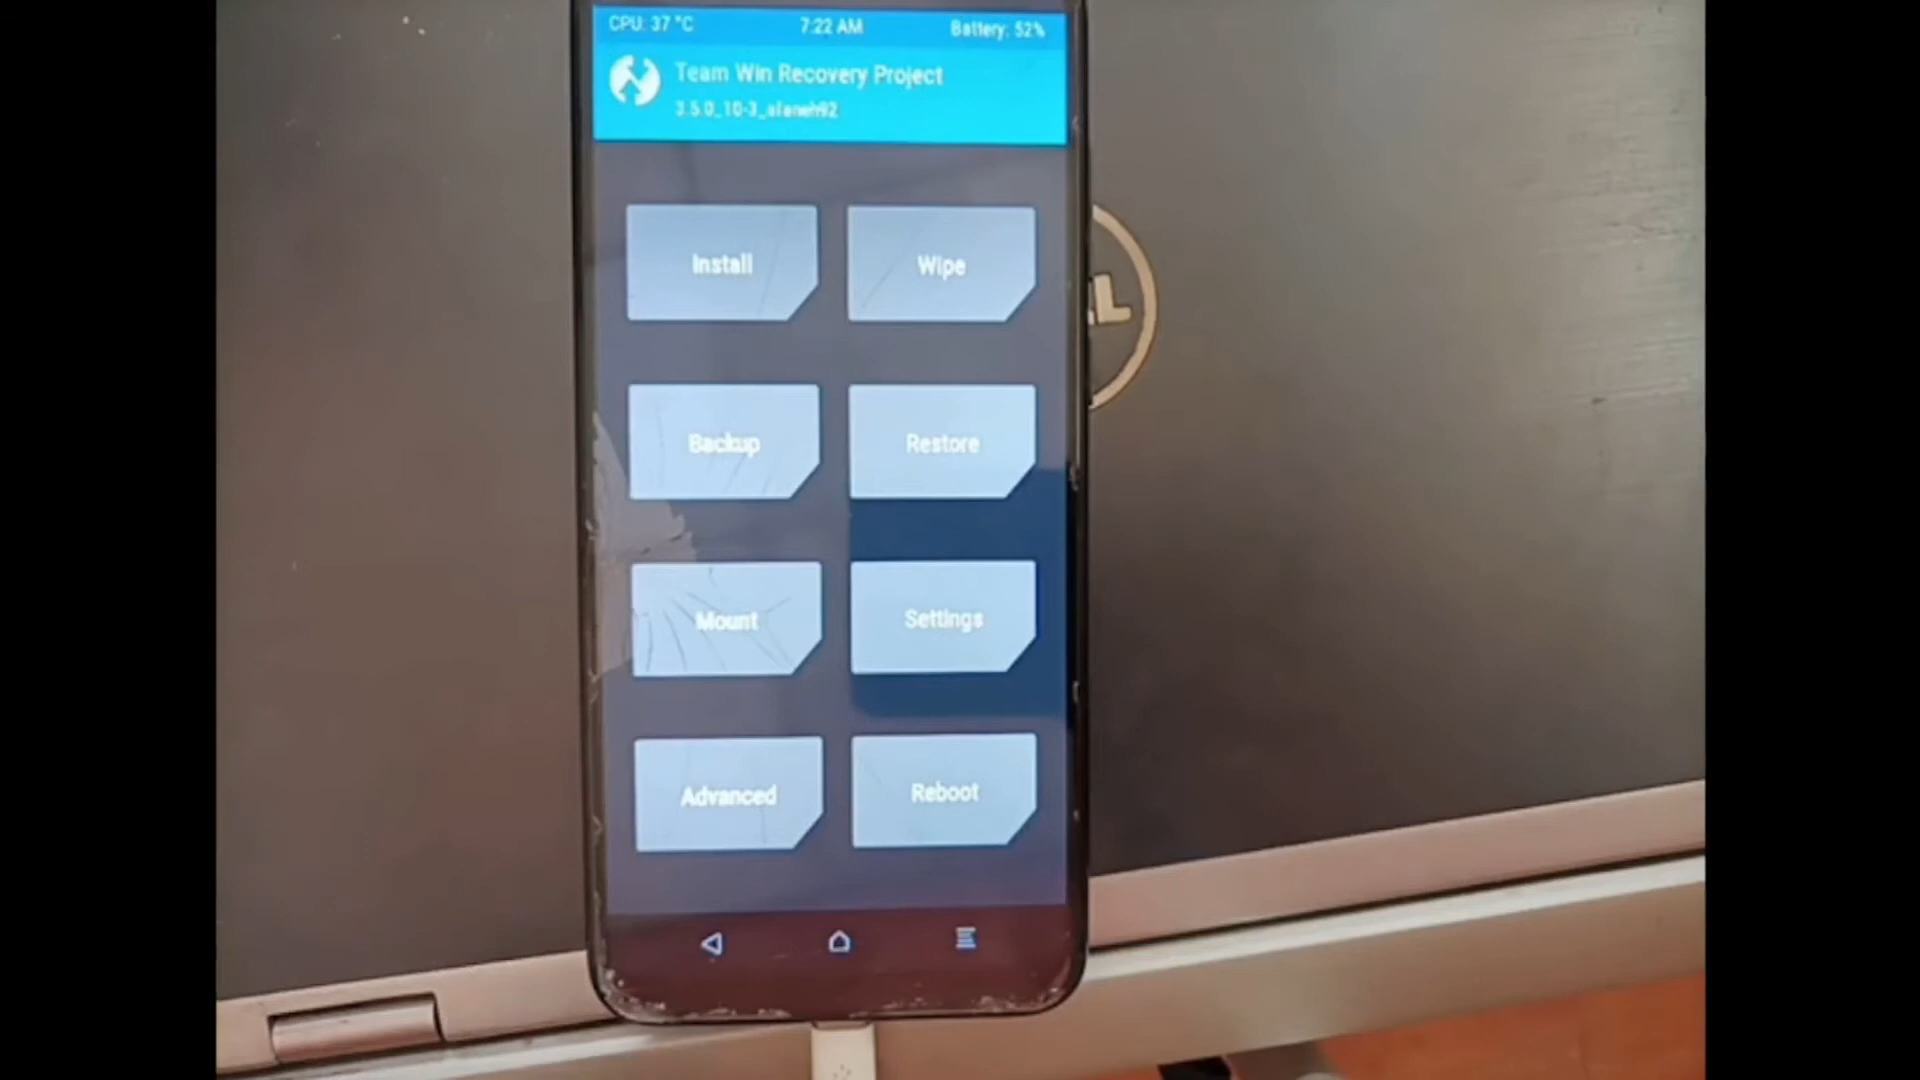 CPU: 37 °C 7:22 AM Battery: 52%
Team Win Recovery Project
Install Wipe
Backup Restore
Mount Settings
Advanced Reboot